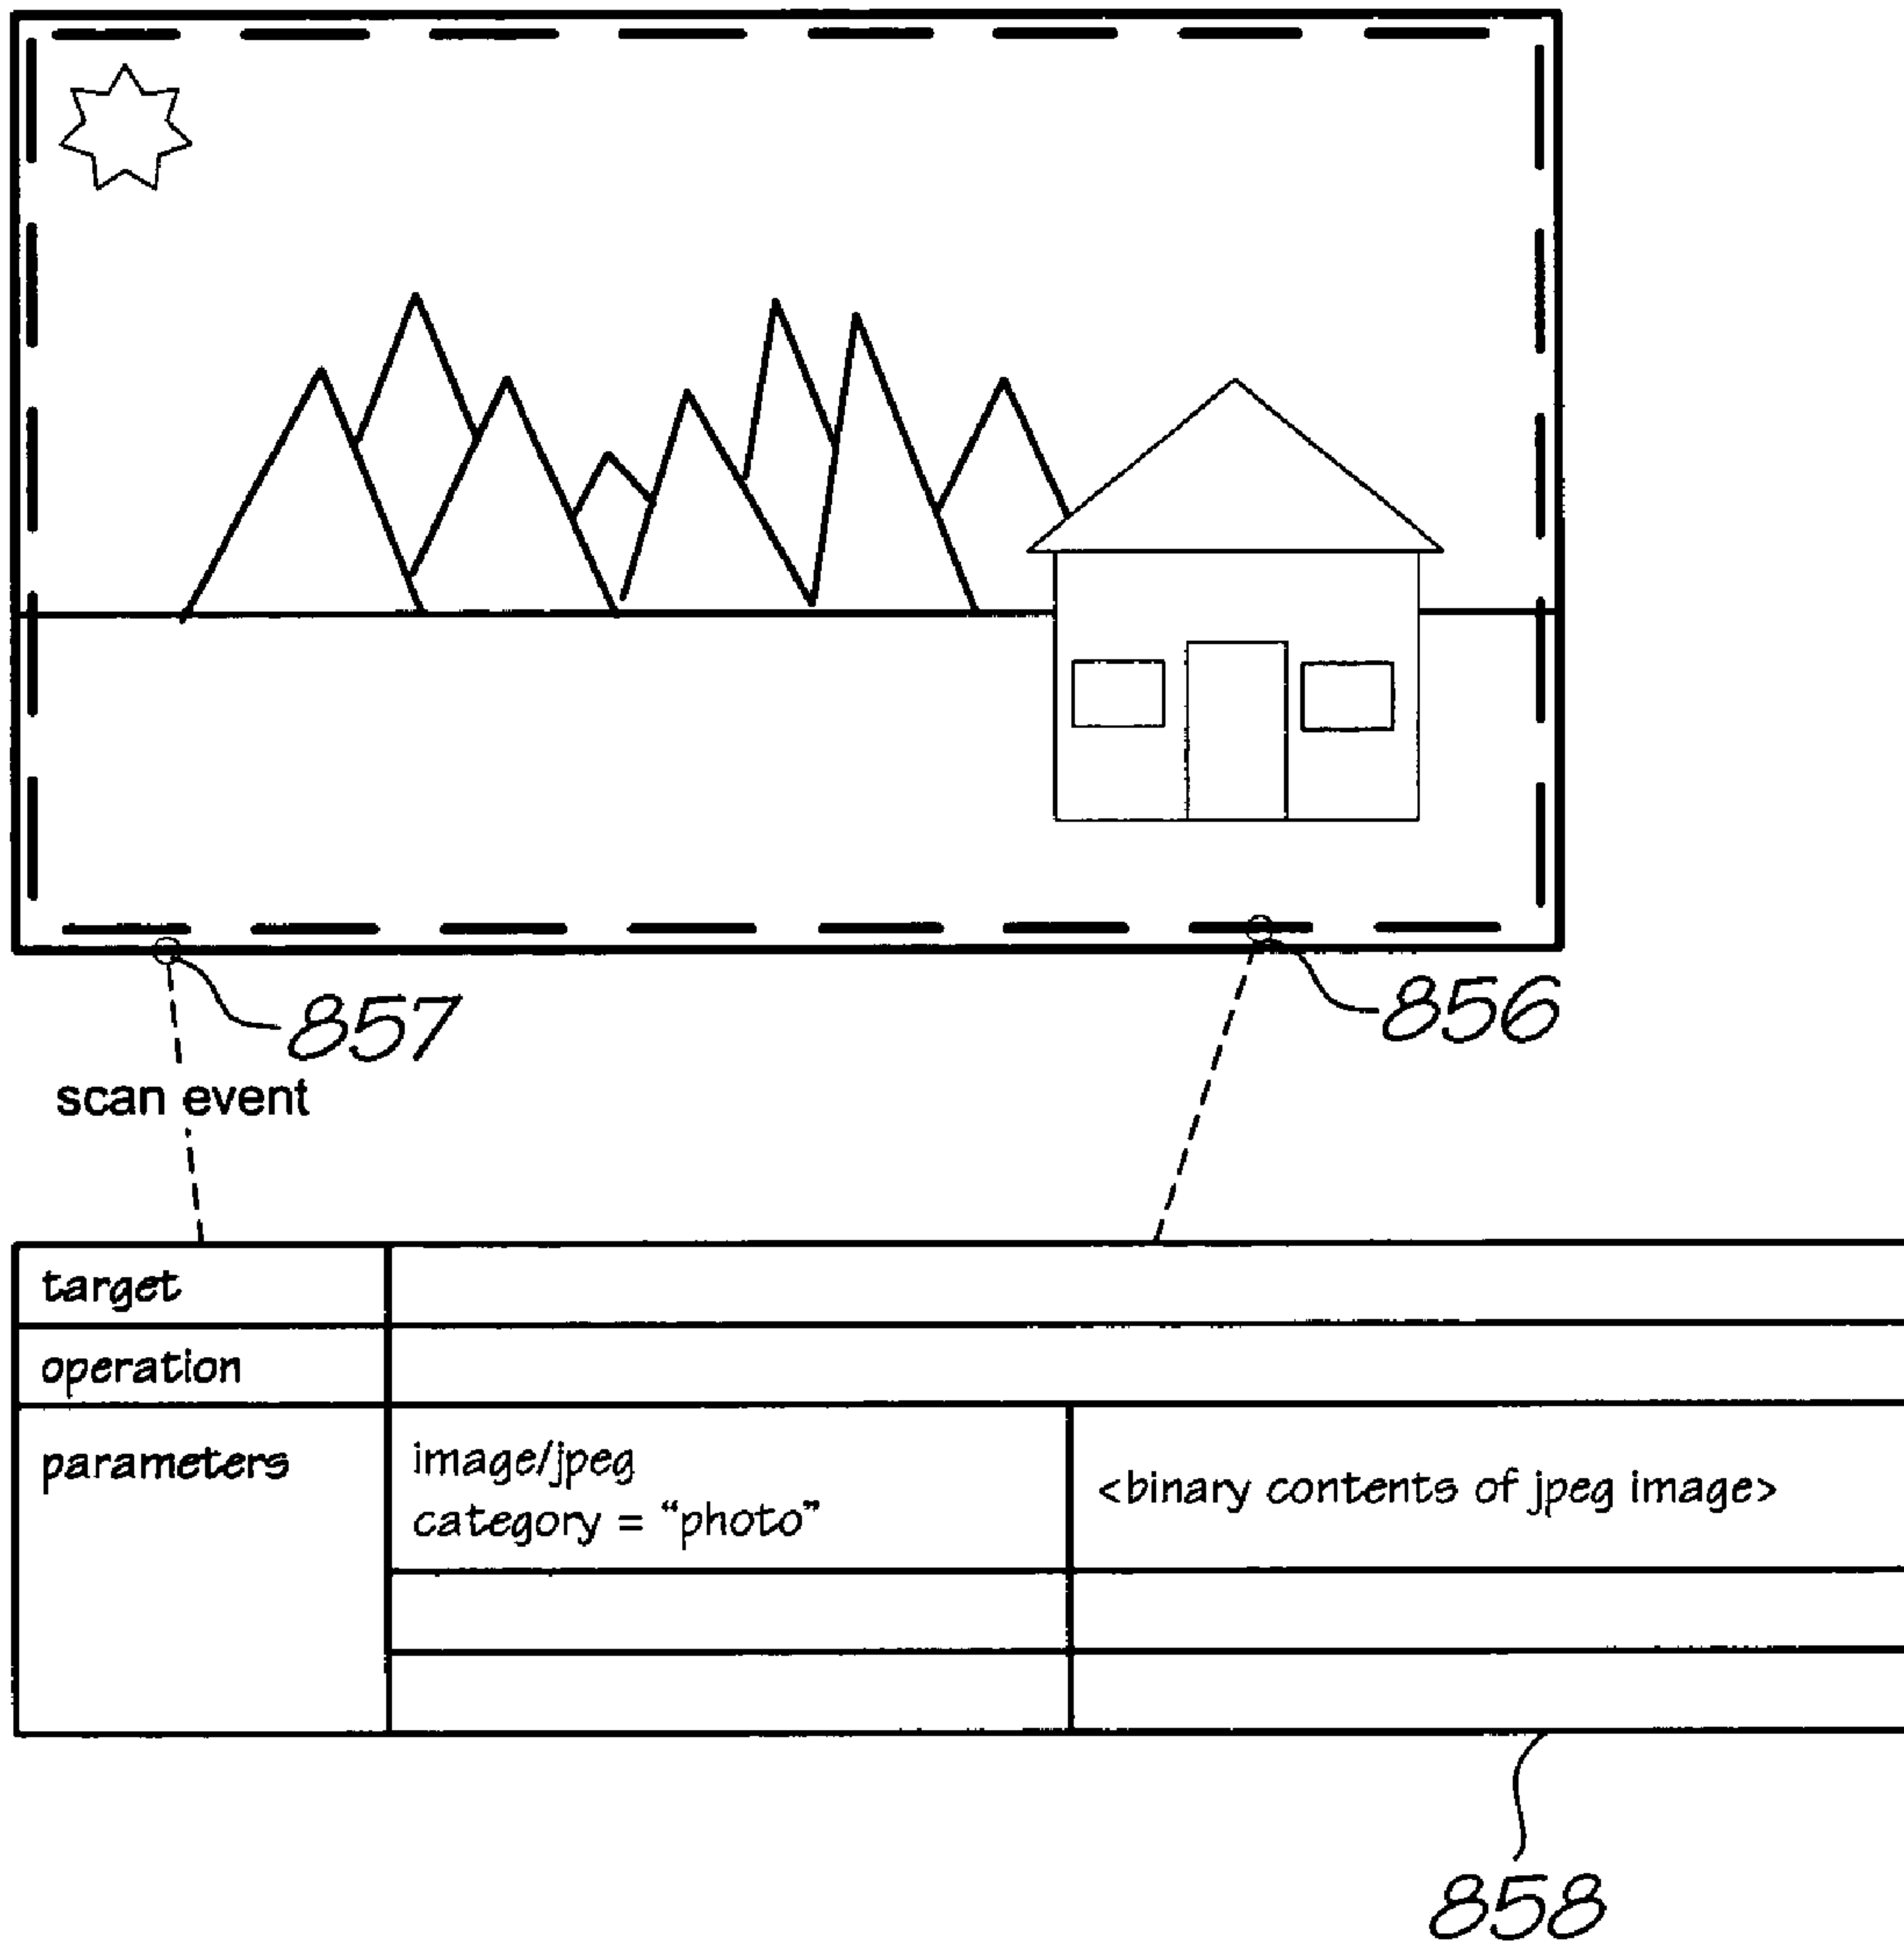 857
856
scan event
target
operation
parameters
image/jpeg
category = “photo”
<binary contents of jpeg image>
858